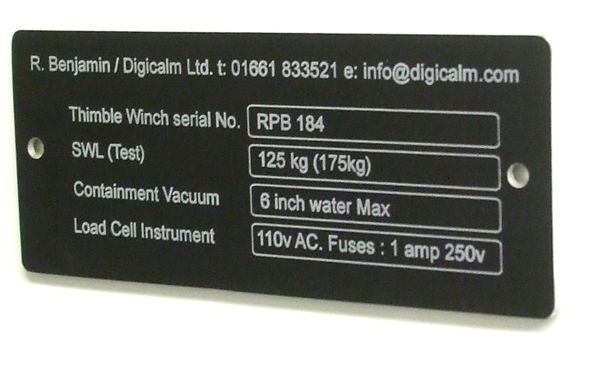 R. Benjamin / Digicalm Ltd. t: 01661 833521 e: info@digicalm.com
Thimble Winch serial No. RPB 184
SWL (Test) 125 kg (175kg)
Containment Vacuum 6 inch water Max
Load Cell Instrument 110v AC. Fuses : 1 amp 250v